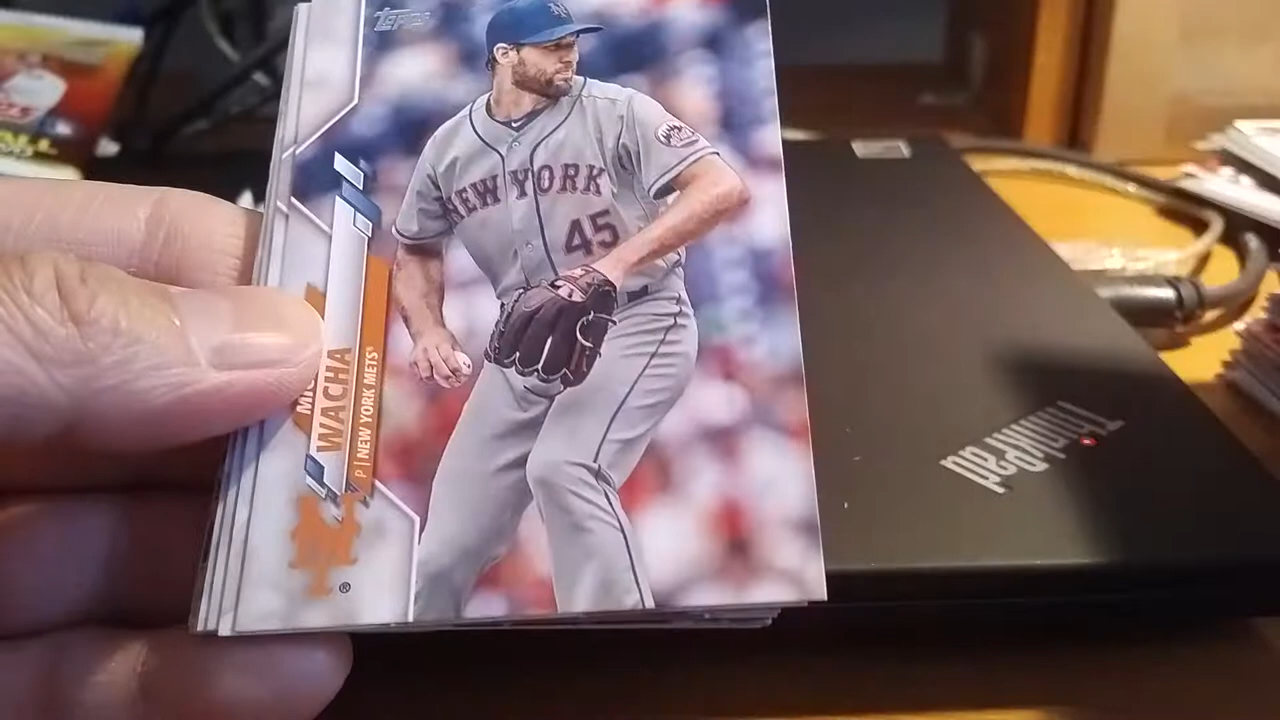 Topps
NEW YORK
45
Mets
WACHA
P | NEW YORK METS®
®
ThinkPad